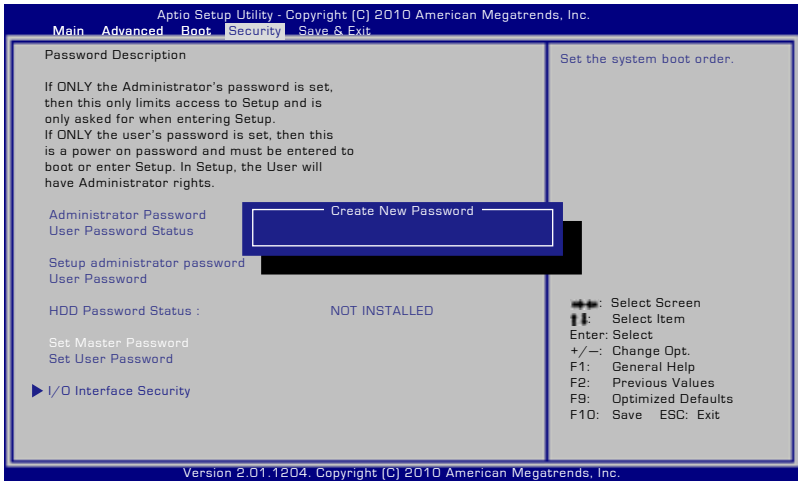 Aptio Setup Utility - Copyright (C) 2010 American Megatrends, Inc.
Main Advanced Boot Security Save & Exit
Password Description
If ONLY the Administrator's password is set,
then this only limits access to Setup and is
only asked for when entering Setup.
If ONLY the user's password is set, then this
is a power on password and must be entered to
boot or enter Setup. In Setup, the User will
have Administrator rights.
Administrator Password
User Password Status
Create New Password
Setup administrator password
User Password
HDD Password Status : NOT INSTALLED
Set Master Password
Set User Password
I/O Interface Security
Set the system boot order.
: Select Screen
: Select Item
Enter: Select
+/—: Change Opt.
F1: General Help
F2: Previous Values
F9: Optimized Defaults
F10: Save ESC: Exit
Version 2.01.1204. Copyright (C) 2010 American Megatrends, Inc.